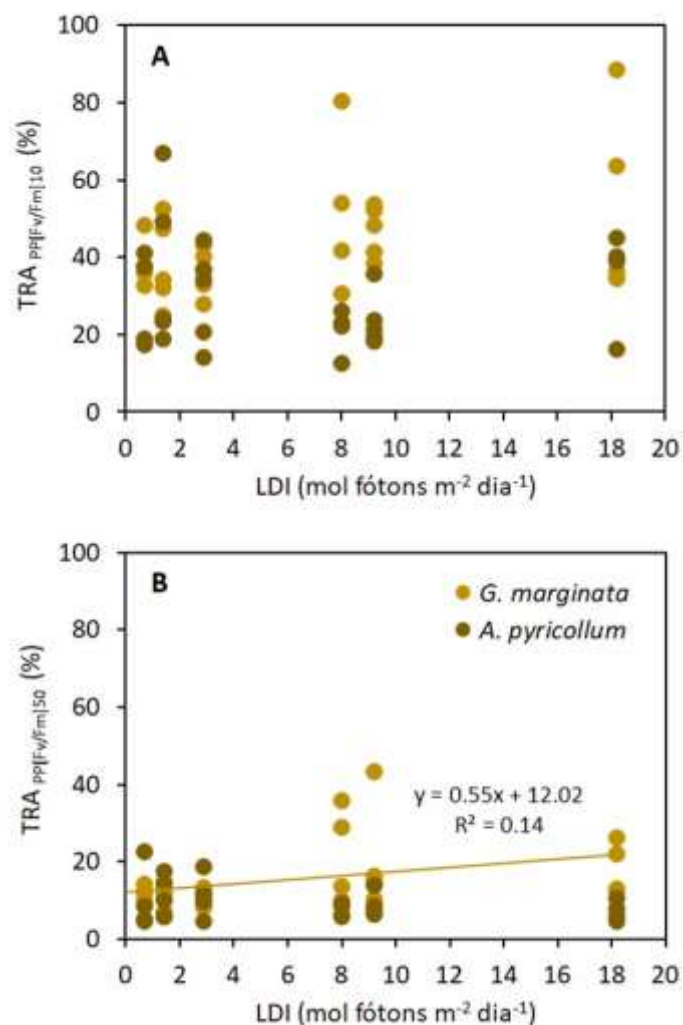 100
A
80
60
40
20
0
TRA PP[Fv/Fm]10 (%)
0 2 4 6 8 10 12 14 16 18 20
LDI (mol fótons m⁻² dia⁻¹)
100
B
G. marginata
80
A. pyricollum
60
40
y = 0.55x + 12.02
R² = 0.14
20
0
TRA PP[Fv/Fm]50 (%)
0 2 4 6 8 10 12 14 16 18 20
LDI (mol fótons m⁻² dia⁻¹)